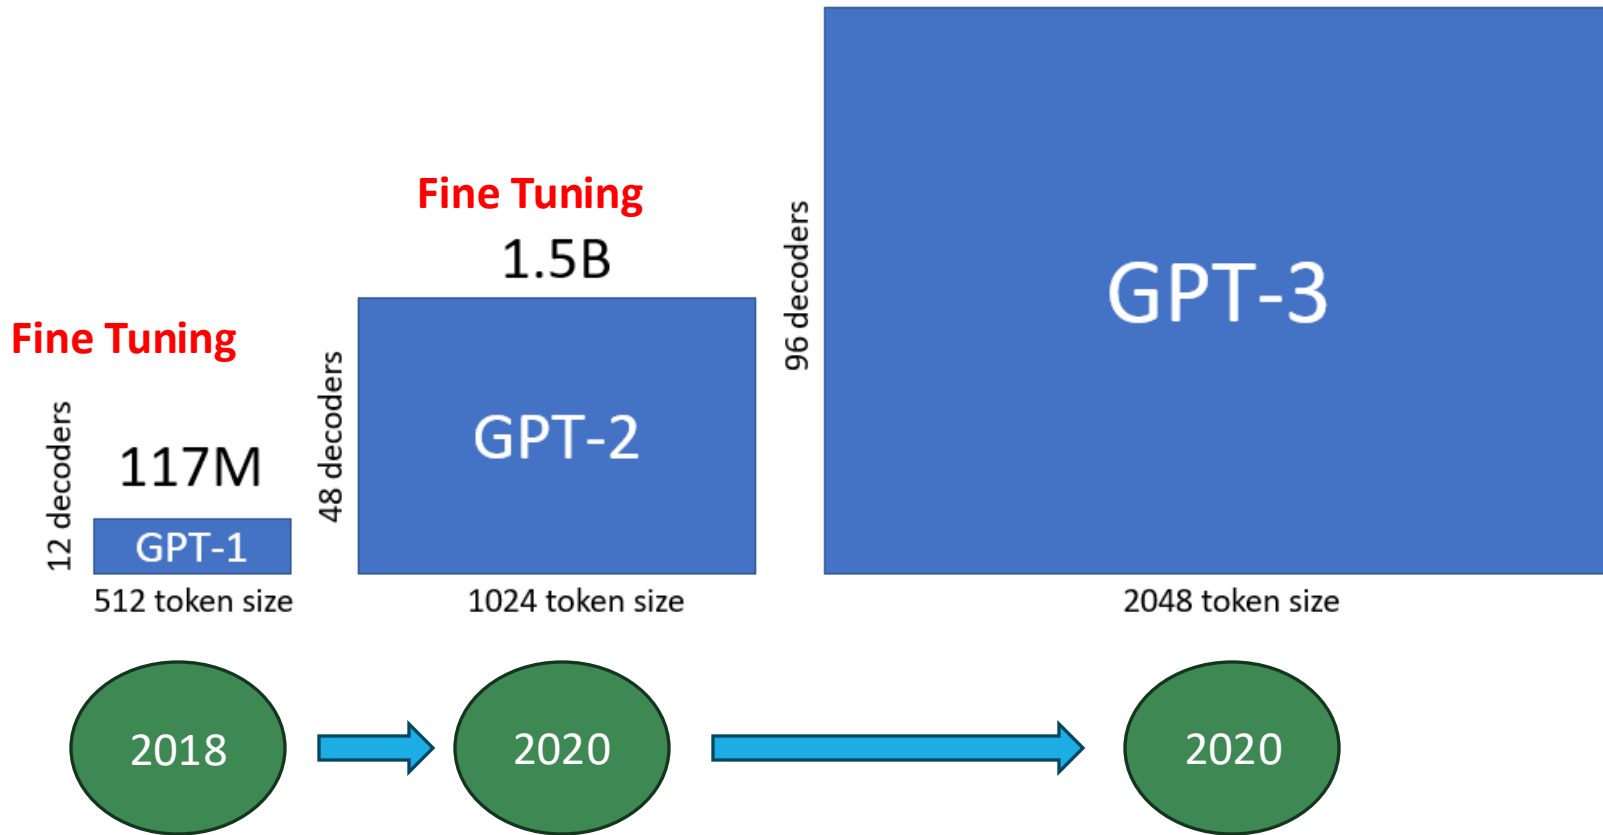 Fine Tuning
117M
12 decoders
GPT-1
512 token size
Fine Tuning
1.5B
48 decoders
GPT-2
1024 token size
96 decoders
GPT-3
2048 token size
2018
2020
2020